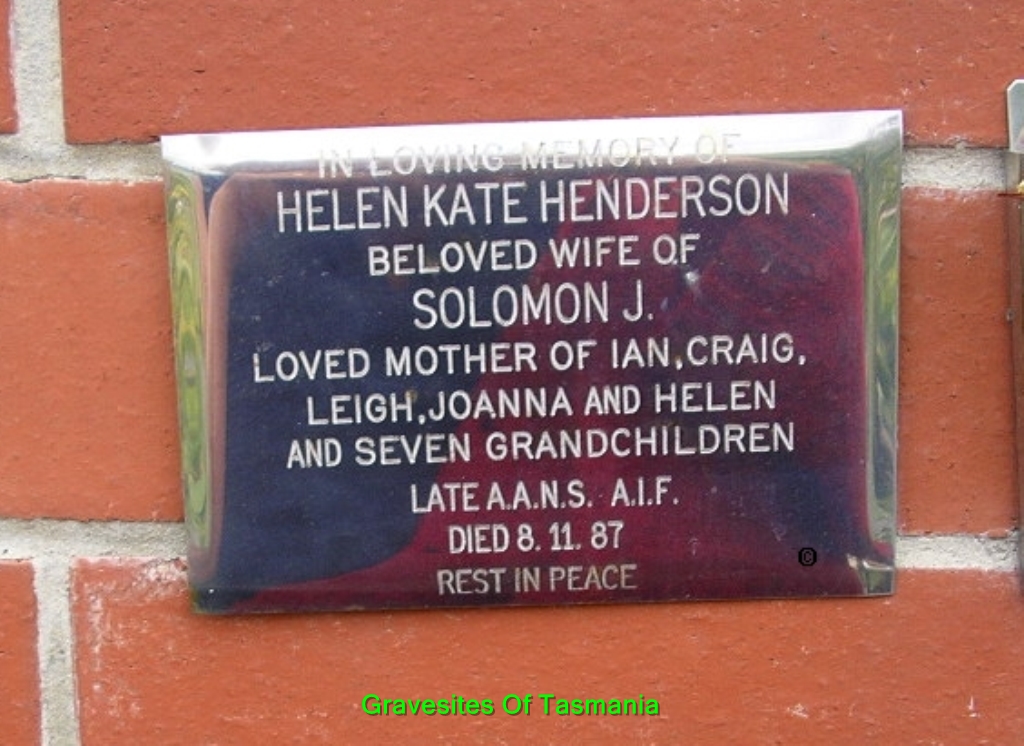 IN LOVING MEMORY OF
HELEN KATE HENDERSON
BELOVED WIFE OF
SOLOMON J.
LOVED MOTHER OF IAN, CRAIG,
LEIGH, JOANNA AND HELEN
AND SEVEN GRANDCHILDREN
LATE A.A.N.S. A.I.F.
DIED 8. 11. 87
REST IN PEACE
©
Gravesites Of Tasmania